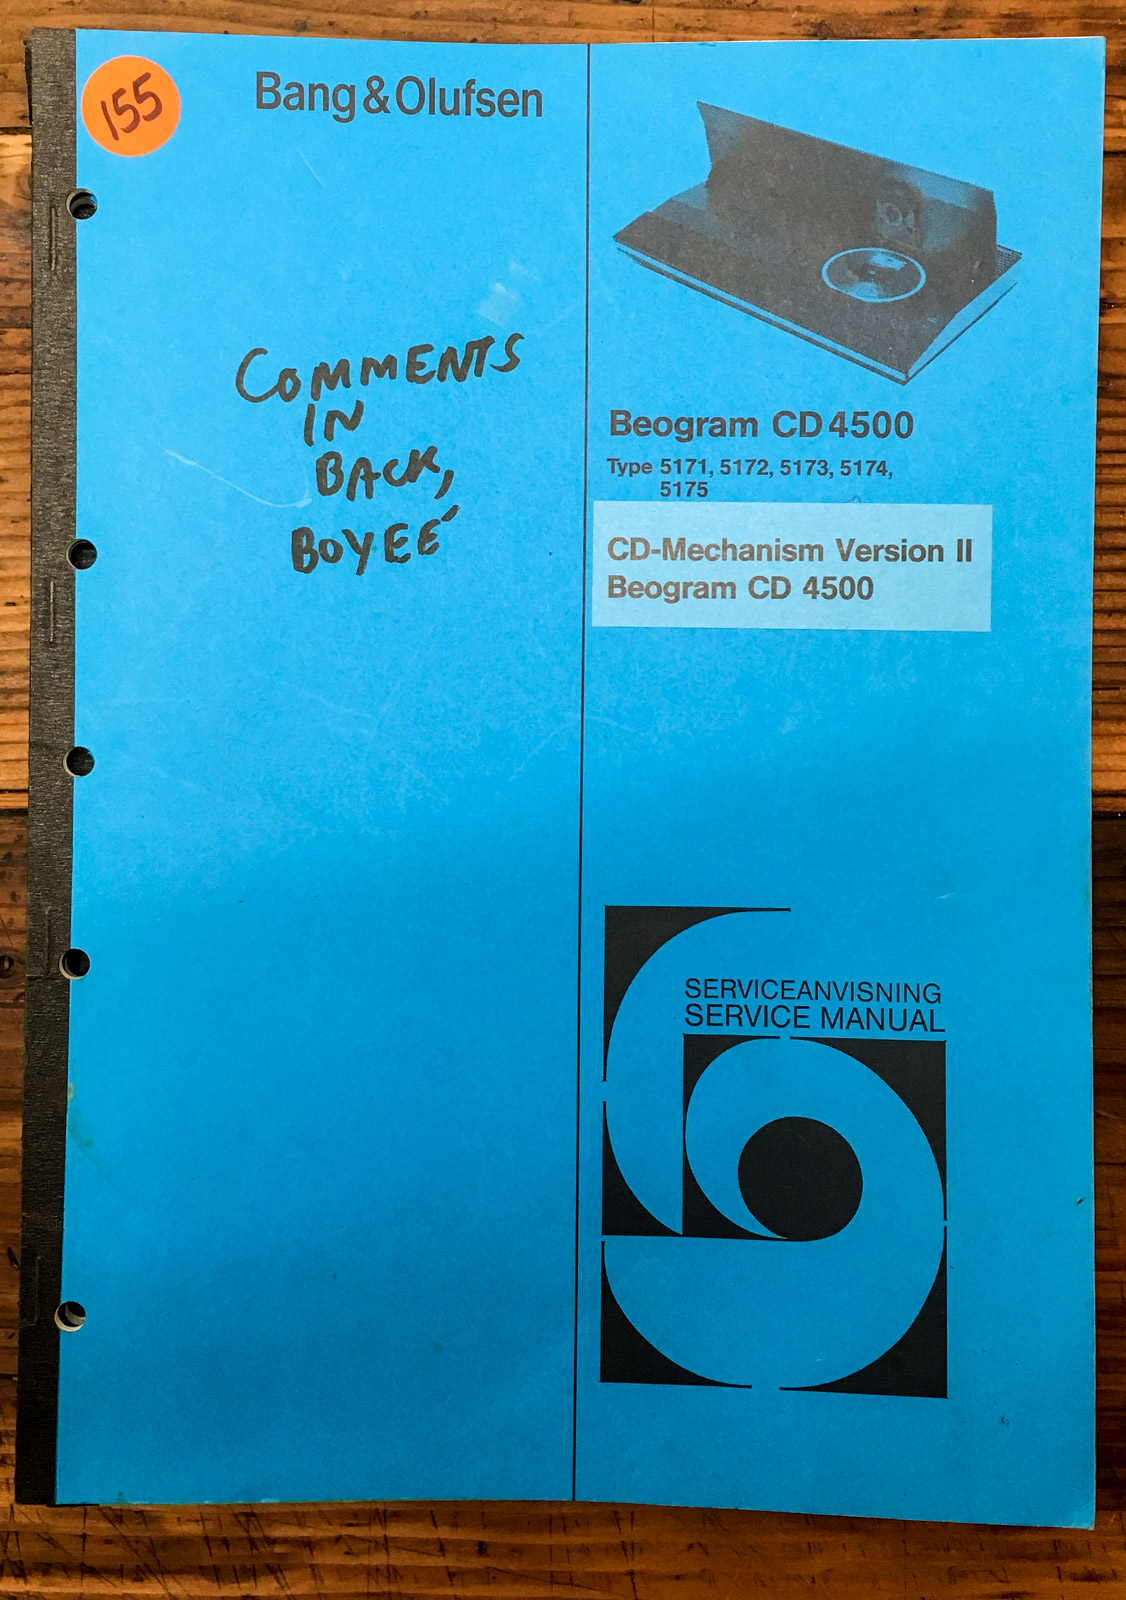 155
Bang & Olufsen
COMMENTS
IN
BACK,
BOYEE'
Beogram CD 4500
Type 5171, 5172, 5173, 5174,
5175
CD-Mechanism Version II
Beogram CD 4500
SERVICEANVISNING
SERVICE MANUAL